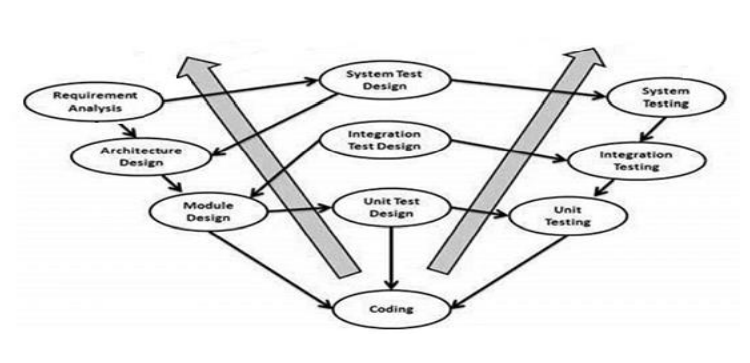 Requirement
Analysis
System Test
Design
System
Testing
Architecture
Design
Integration
Test Design
Integration
Testing
Module
Design
Unit Test
Design
Unit
Testing
Coding